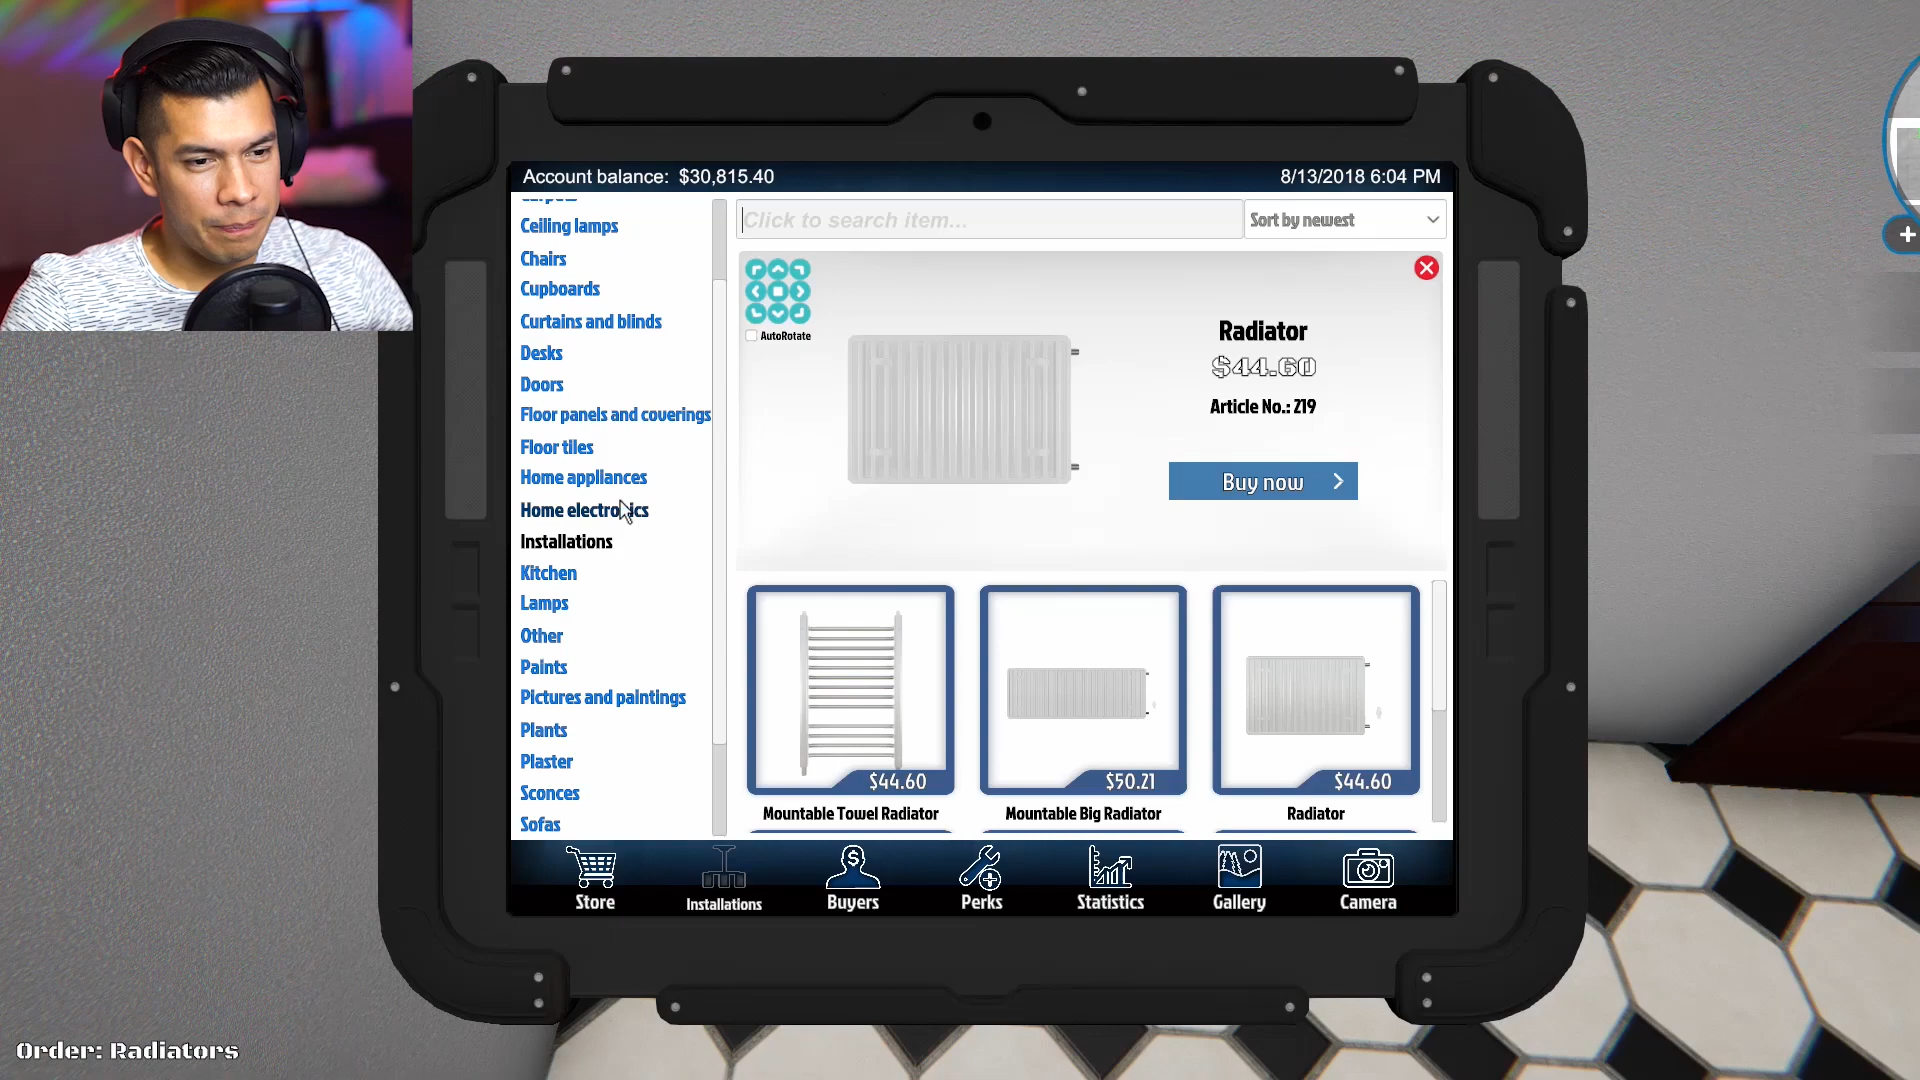 Account balance: $30,815.40
8/13/2018 6:04 PM
Ceiling lamps
Chairs
Cupboards
Curtains and blinds
Desks
Doors
Floor panels and coverings
Floor tiles
Home appliances
Home electronics
Installations
Kitchen
Lamps
Other
Paints
Pictures and paintings
Plants
Plaster
Sconces
Sofas
Click to search item...
Sort by newest
AutoRotate
Radiator
$44.60
Article No.: 219
Buy now
$44.60
Mountable Towel Radiator
$50.21
Mountable Big Radiator
$44.60
Radiator
Store
Installations
Buyers
Perks
Statistics
Gallery
Camera
Order: Radiators